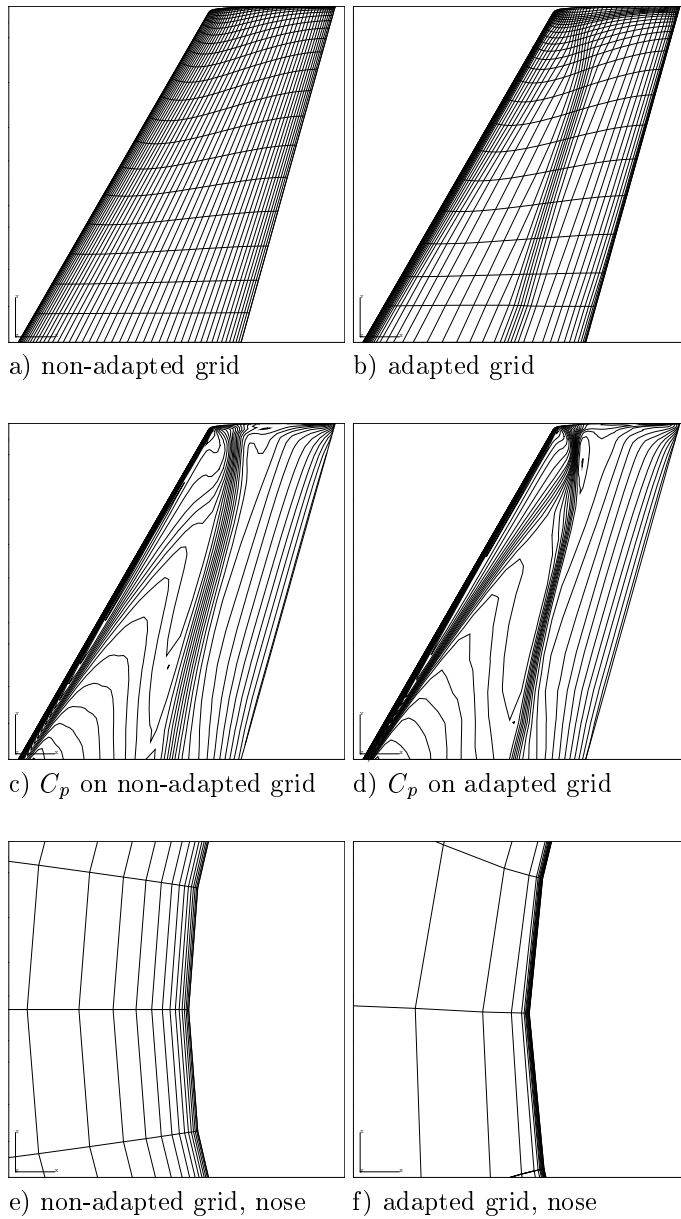 a) non-adapted grid
b) adapted grid
c) C_p on non-adapted grid
d) C_p on adapted grid
e) non-adapted grid, nose
f) adapted grid, nose